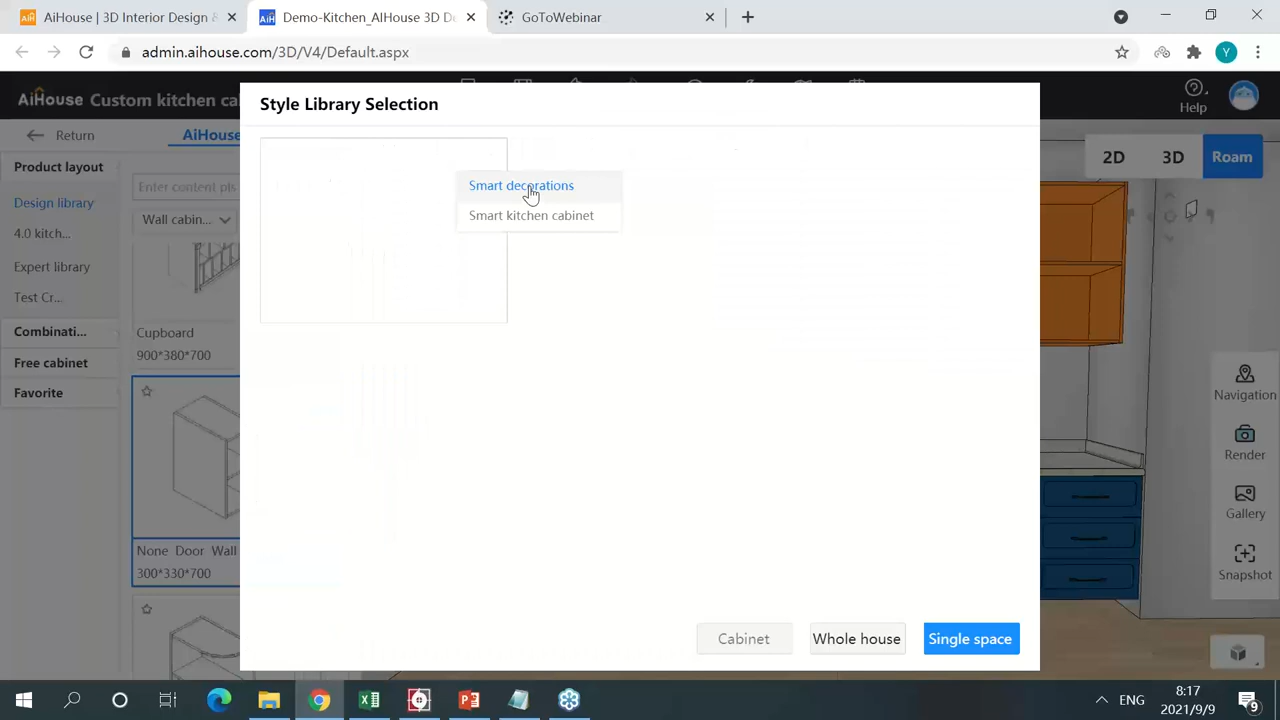 AiHouse | 3D Interior Design &
Demo-Kitchen_AIHouse 3D De
GoToWebinar
admin.aihouse.com/3D/V4/Default.aspx
Y
AiHouse Custom kitchen cab
Help
Style Library Selection
Return
AiHouse
Product layout
Design library
4.0 kitch...
Expert library
Test Cr...
Combinati...
Free cabinet
Favorite
Enter content pls
Wall cabin...
Cupboard
900*380*700
None Door Wall
300*330*700
Smart decorations
Smart kitchen cabinet
2D
3D
Roam
Navigation
Render
Gallery
Snapshot
Cabinet
Whole house
Single space
ENG
8:17
2021/9/9
9